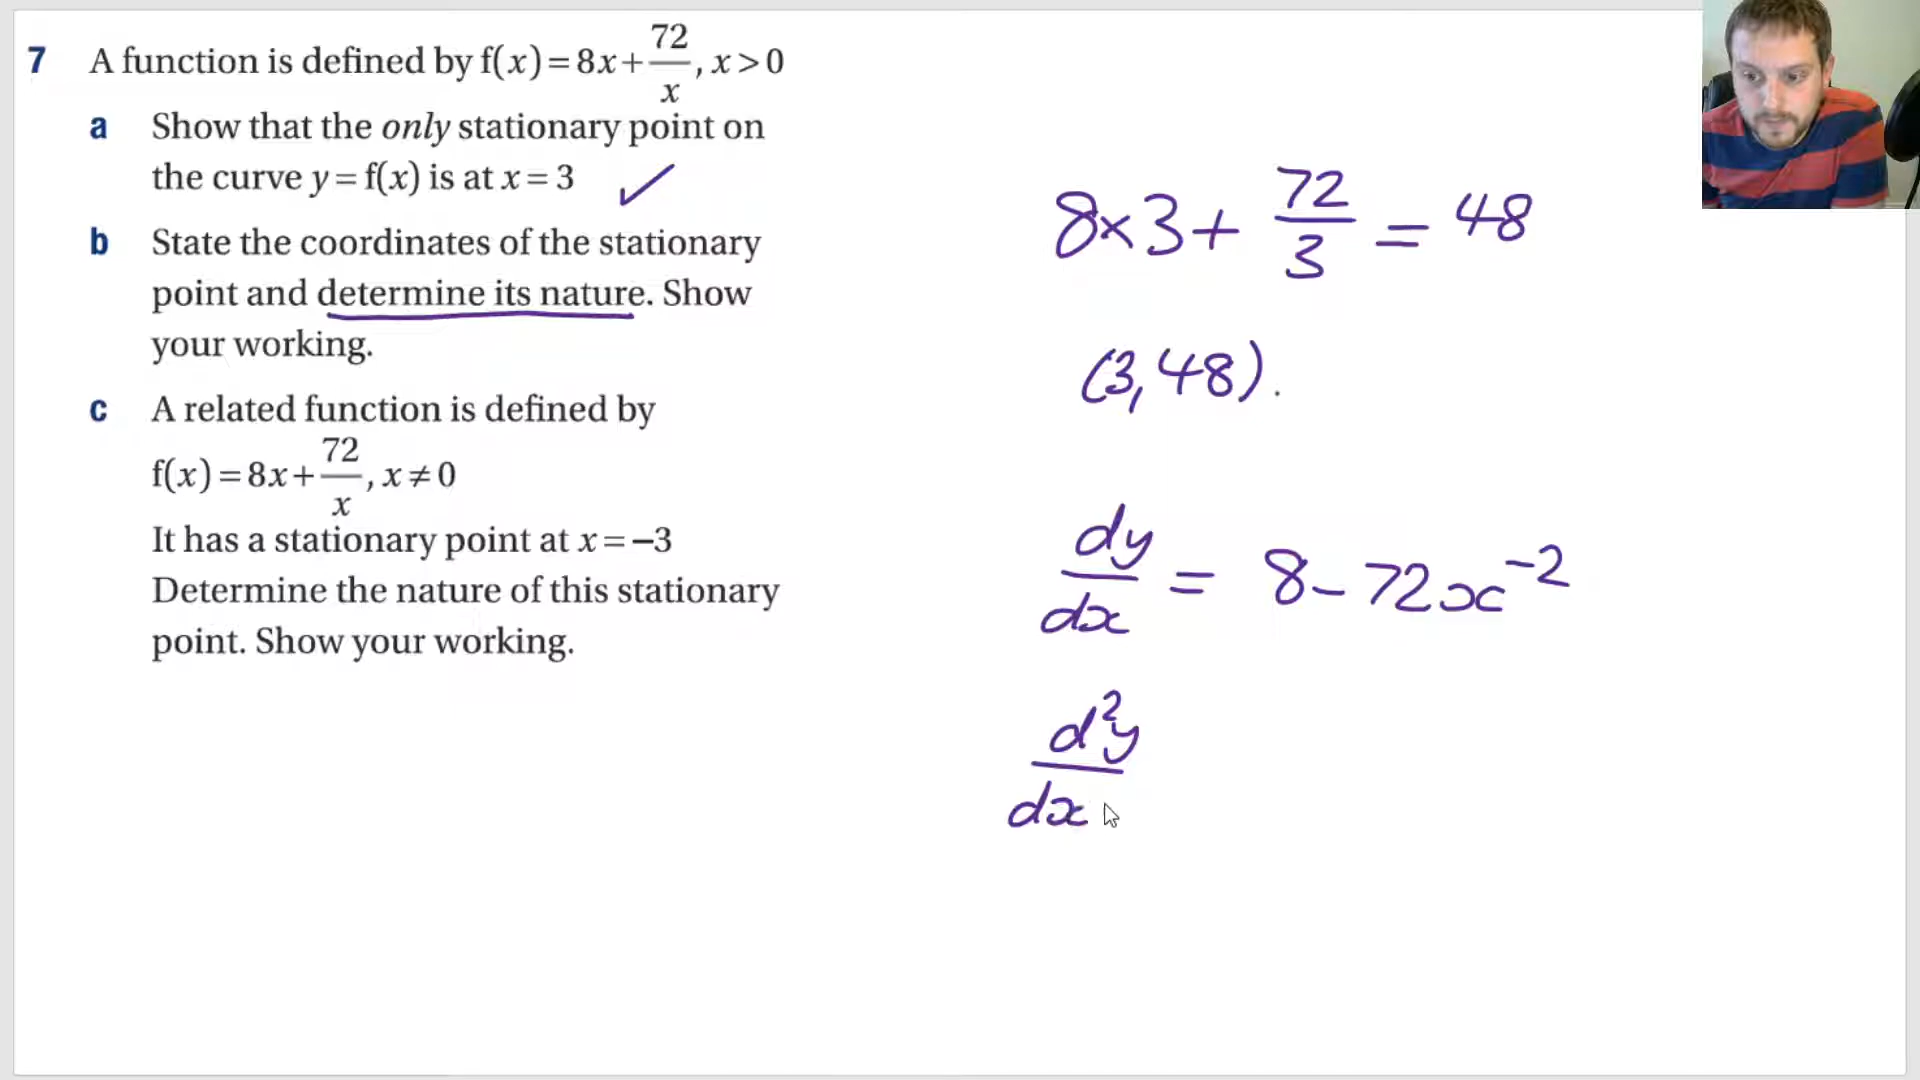 7 A function is defined by f(x)=8x+72/x, x>0
a Show that the only stationary point on
the curve y=f(x) is at x=3 ✓
b State the coordinates of the stationary
point and determine its nature. Show
your working.
c A related function is defined by
f(x)=8x+72/x, x≠0
It has a stationary point at x=−3
Determine the nature of this stationary
point. Show your working.
8×3+72/3=48
(3,48).
dy/dx = 8-72x⁻²
d²y/dx